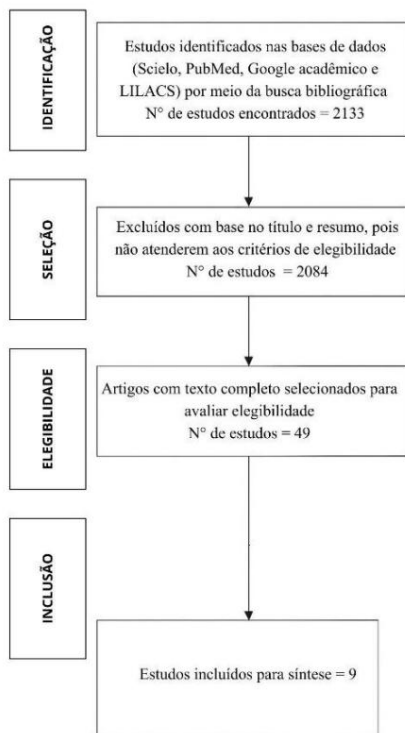 IDENTIFICAÇÃO
Estudos identificados nas bases de dados
(Scielo, PubMed, Google acadêmico e
LILACS) por meio da busca bibliográfica
N° de estudos encontrados = 2133
SELEÇÃO
Excluídos com base no título e resumo, pois
não atenderem aos critérios de elegibilidade
N° de estudos = 2084
ELEGIBILIDADE
Artigos com texto completo selecionados para
avaliar elegibilidade
N° de estudos = 49
INCLUSÃO
Estudos incluídos para síntese = 9